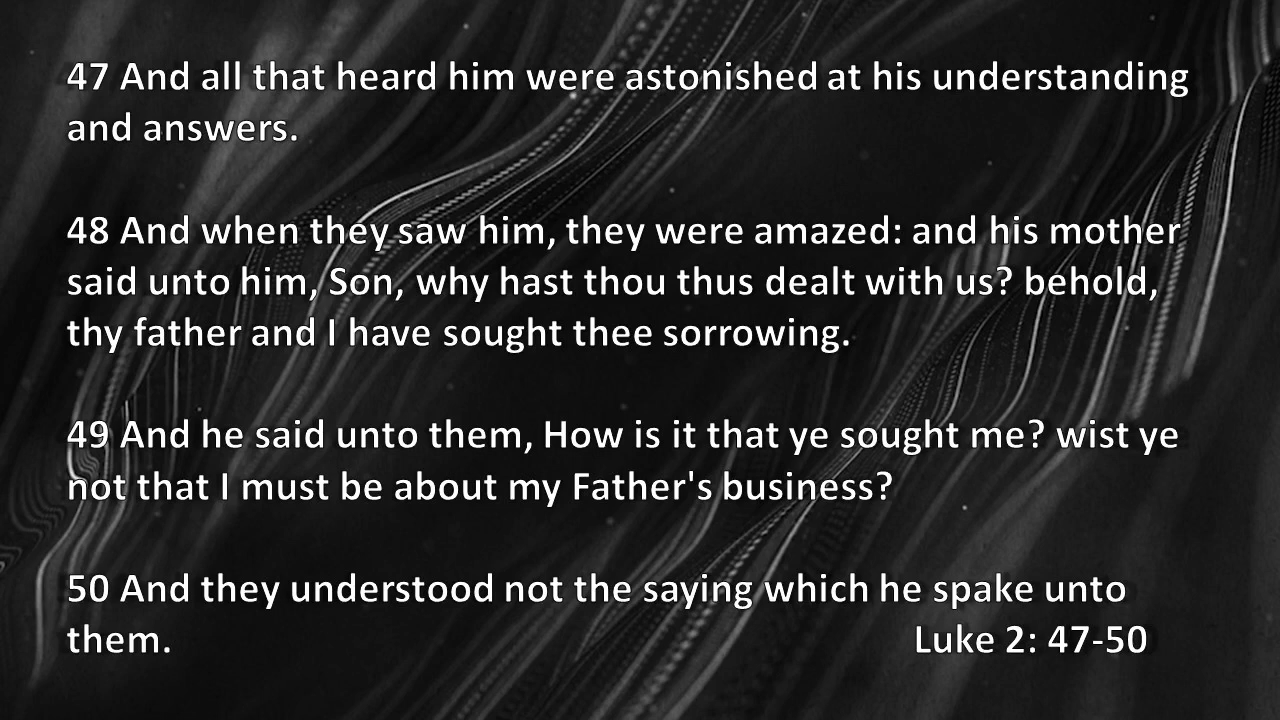 47 And all that heard him were astonished at his understanding
and answers.
48 And when they saw him, they were amazed: and his mother
said unto him, Son, why hast thou thus dealt with us? behold,
thy father and I have sought thee sorrowing.
49 And he said unto them, How is it that ye sought me? wist ye
not that I must be about my Father's business?
50 And they understood not the saying which he spake unto
them. Luke 2: 47-50